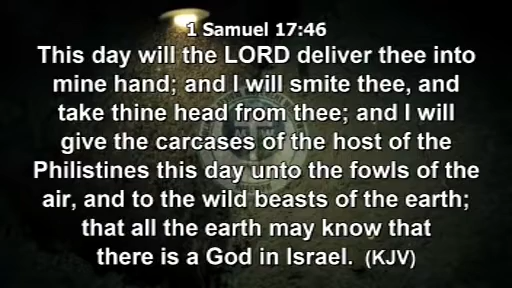 1 Samuel 17:46
This day will the LORD deliver thee into
mine hand; and I will smite thee, and
take thine head from thee; and I will
give the carcases of the host of the
Philistines this day unto the fowls of the
air, and to the wild beasts of the earth;
that all the earth may know that
there is a God in Israel. (KJV)